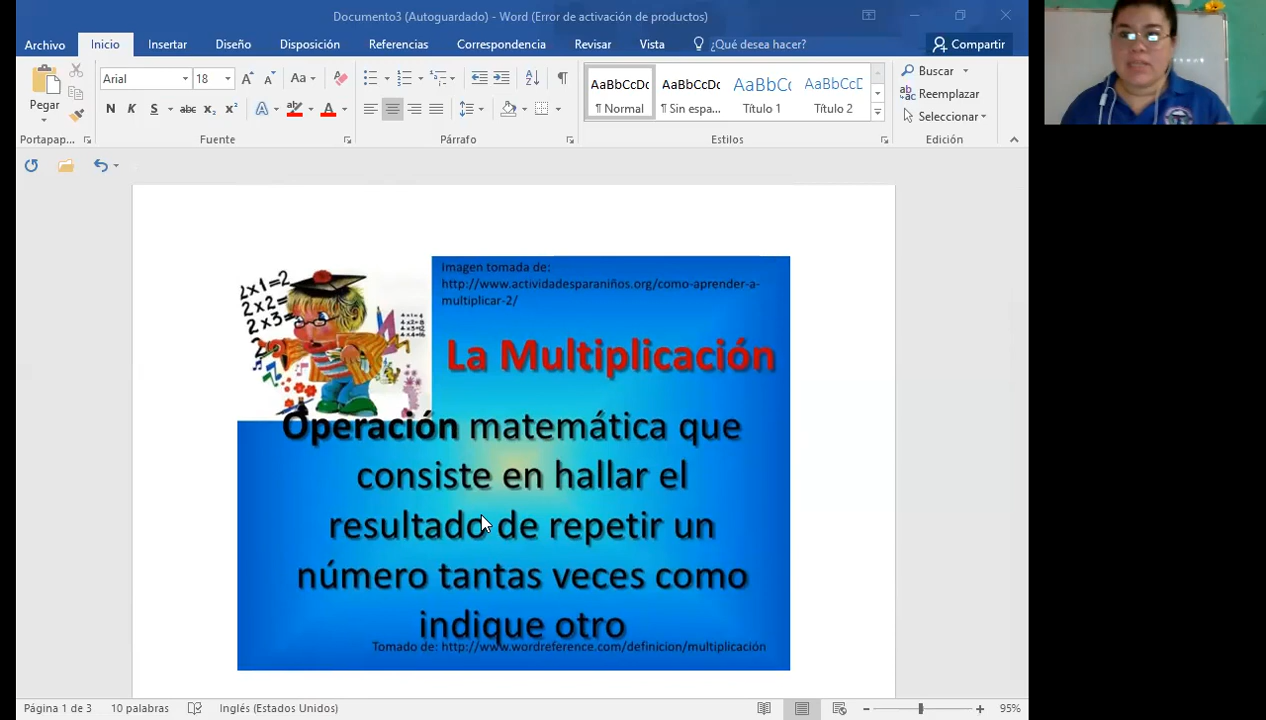 Documento3 (Autoguardado) - Word (Error de activación de productos)
Archivo Inicio Insertar Diseño Disposición Referencias Correspondencia Revisar Vista ¿Qué desea hacer? Compartir
Pegar
Arial 18 Aa
N K S abc x₂ x² A A
AaBbCcDc AaBbCcDc AaBbCc AaBbCcD
¶ Normal ¶ Sin espa... Título 1 Título 2
Buscar
Reemplazar
Seleccionar
Portapap... Fuente Párrafo Estilos Edición
2x1=2
2x2=
2x3=
Imagen tomada de:
http://www.actividadesparaniños.org/como-aprender-a-
multiplicar-2/
La Multiplicación
Operación matemática que
consiste en hallar el
resultado de repetir un
número tantas veces como
indique otro
Tomado de: http://www.wordreference.com/definicion/multiplicación
Página 1 de 3 10 palabras Inglés (Estados Unidos) 95%